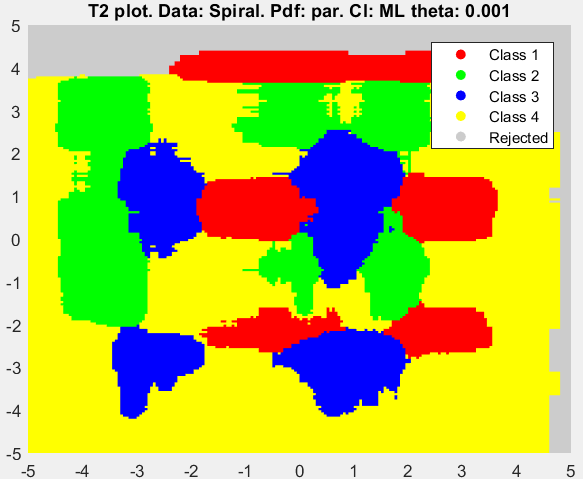 T2 plot. Data: Spiral. Pdf: par. Cl: ML theta: 0.001
Class 1
Class 2
Class 3
Class 4
Rejected
5
4
3
2
1
0
-1
-2
-3
-4
-5
-5 -4 -3 -2 -1 0 1 2 3 4 5